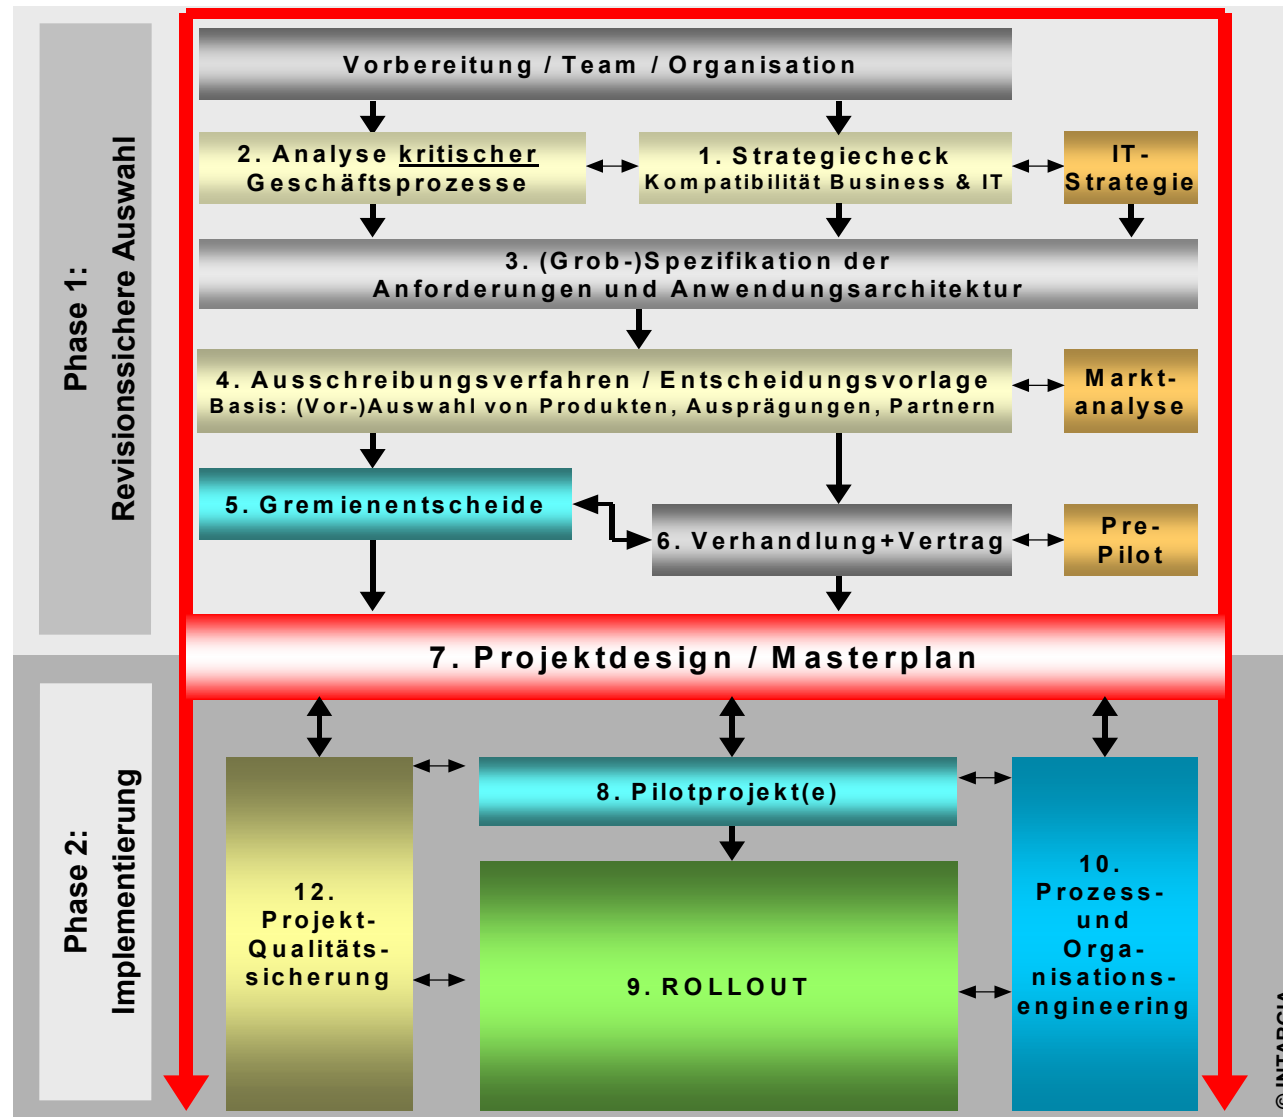 Phase 1:
Revisionssichere Auswahl
Vorbereitung / Team / Organisation
2. Analyse kritischer
Geschäftsprozesse
1. Strategiecheck
Kompatibilität Business & IT
IT-
Strategie
3. (Grob-)Spezifikation der
Anforderungen und Anwendungsarchitektur
4. Ausschreibungsverfahren / Entscheidungsvorlage
Basis: (Vor-)Auswahl von Produkten, Ausprägungen, Partnern
Markt-
analyse
5. Gremienentscheide
6. Verhandlung+Vertrag
Pre-
Pilot
7. Projektdesign / Masterplan
Phase 2:
Implementierung
12.
Projekt-
Qualitäts-
sicherung
8. Pilotprojekt(e)
9. ROLLOUT
10.
Prozess-
und
Orga-
nisations-
engineering
© INTARGIA